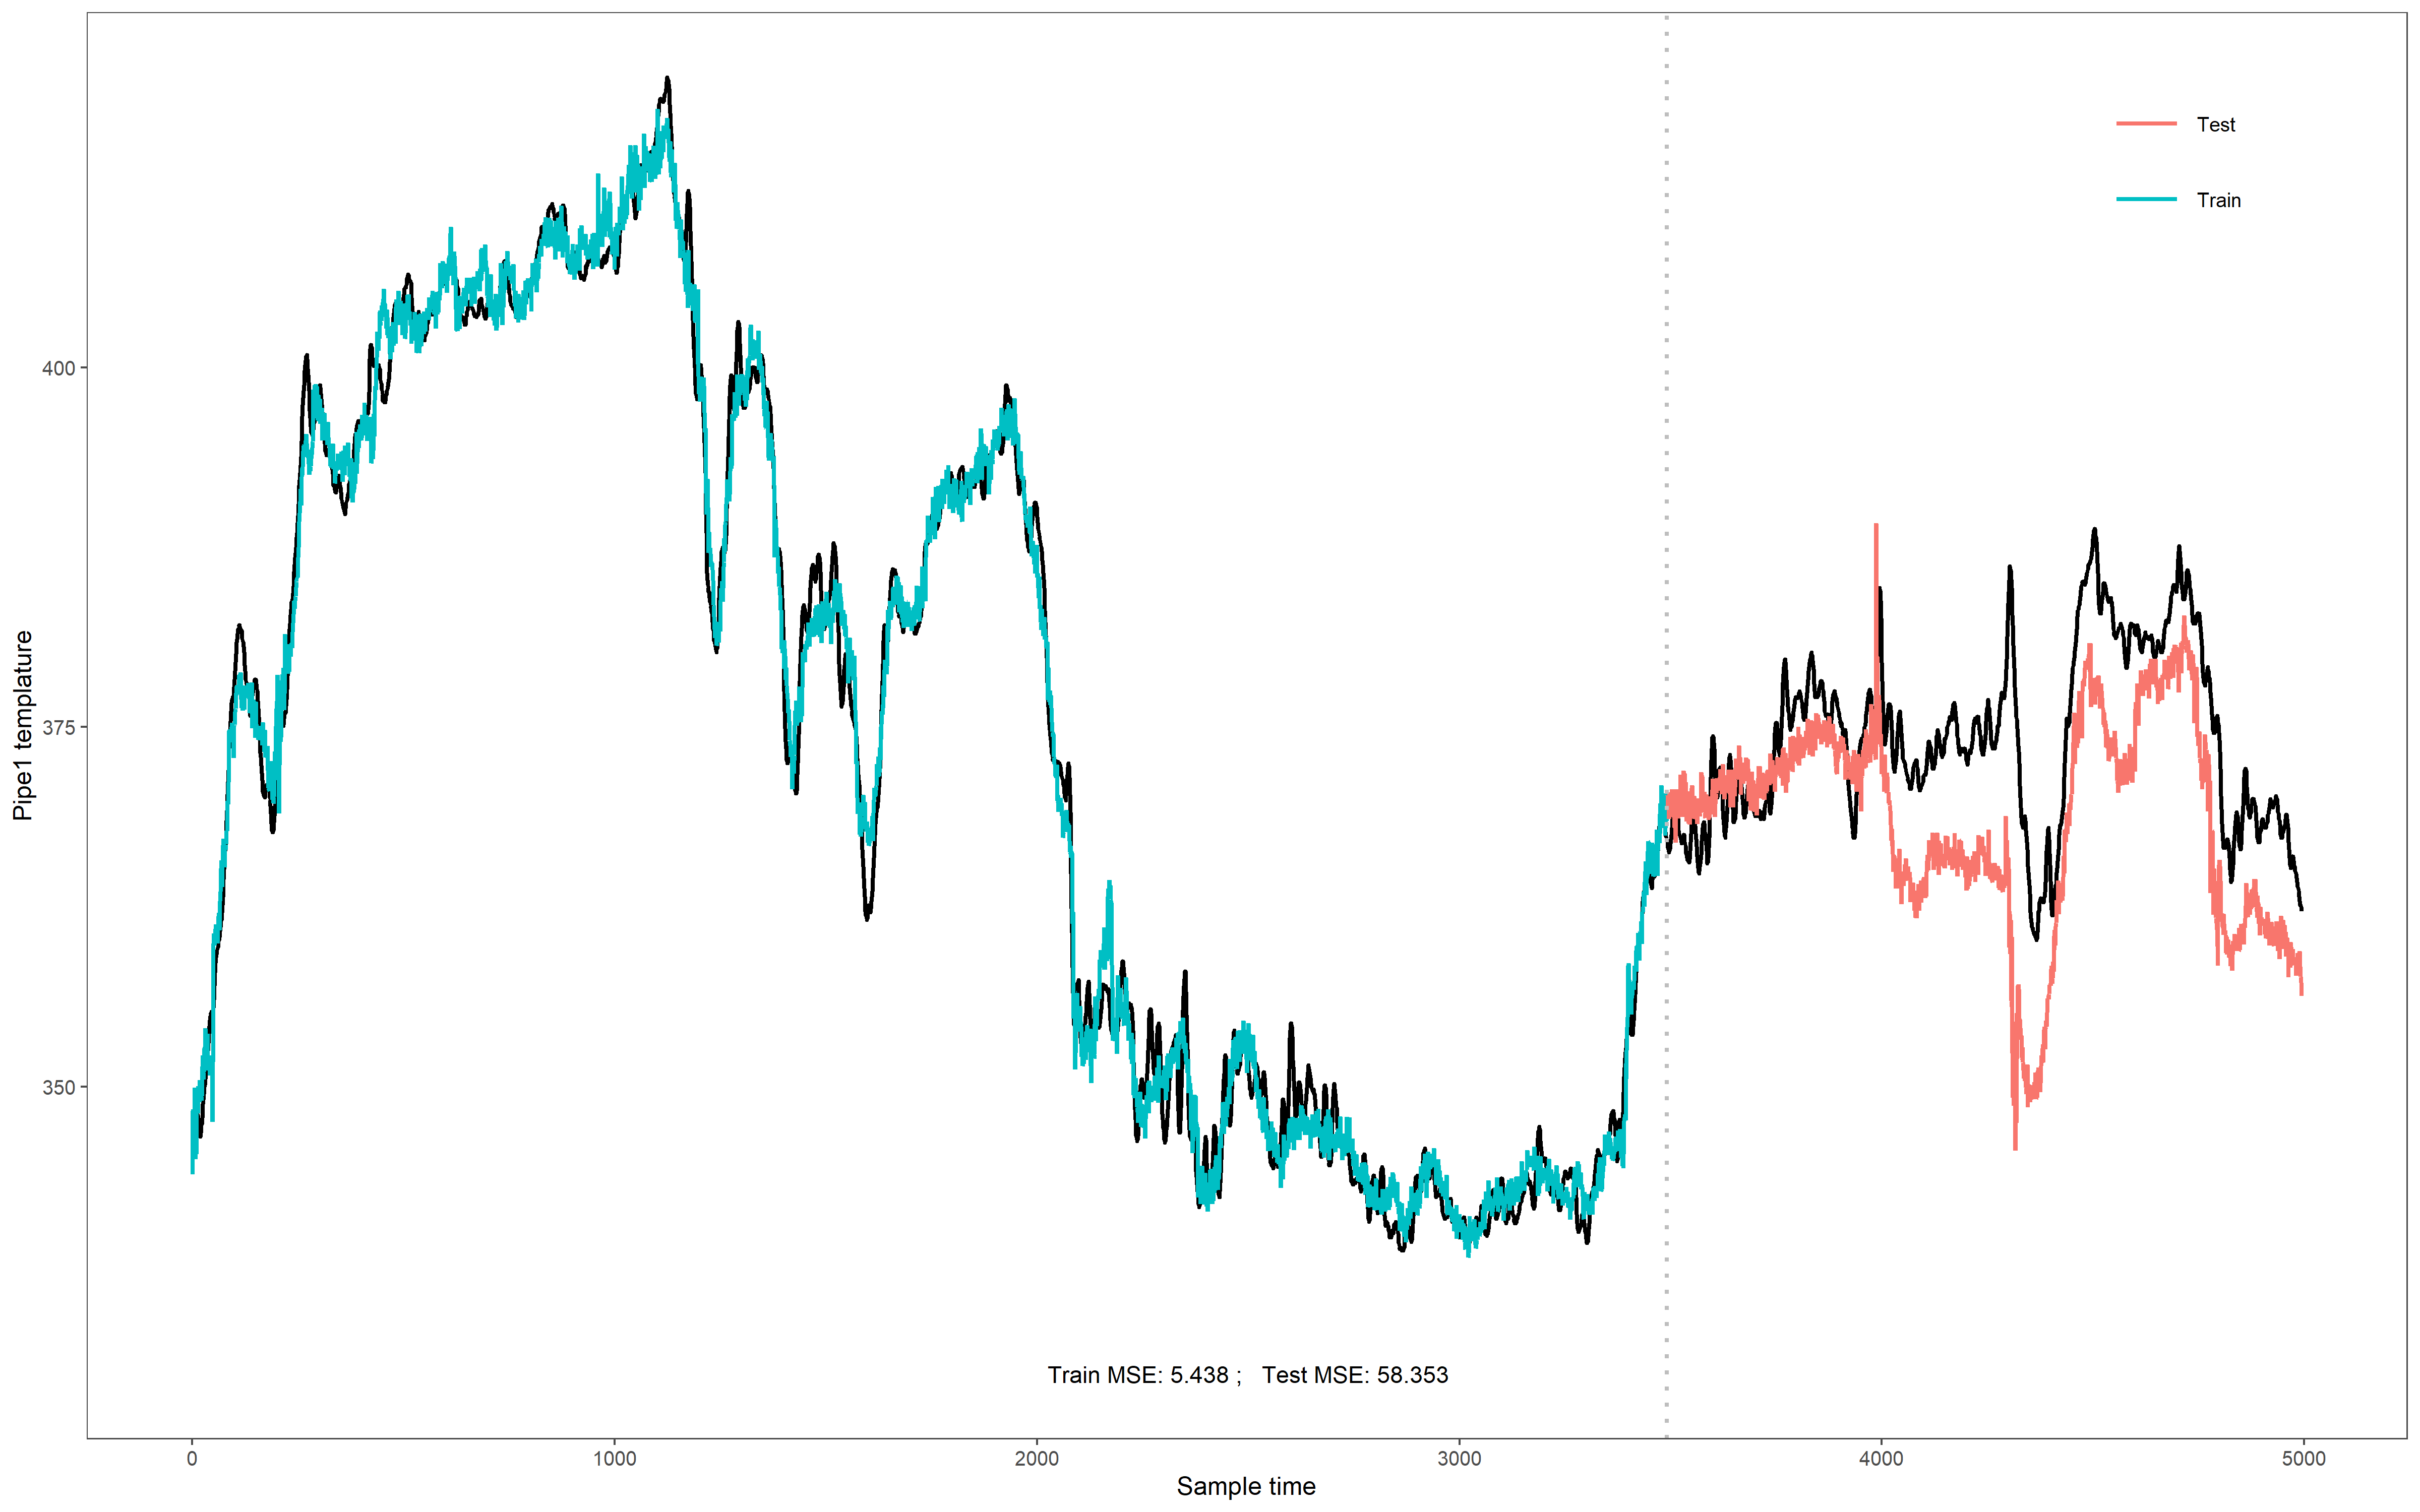 Test
Train
400
375
350
Pipe1 templature
Train MSE: 5.438 ;   Test MSE: 58.353
0 1000 2000 3000 4000 5000
Sample time